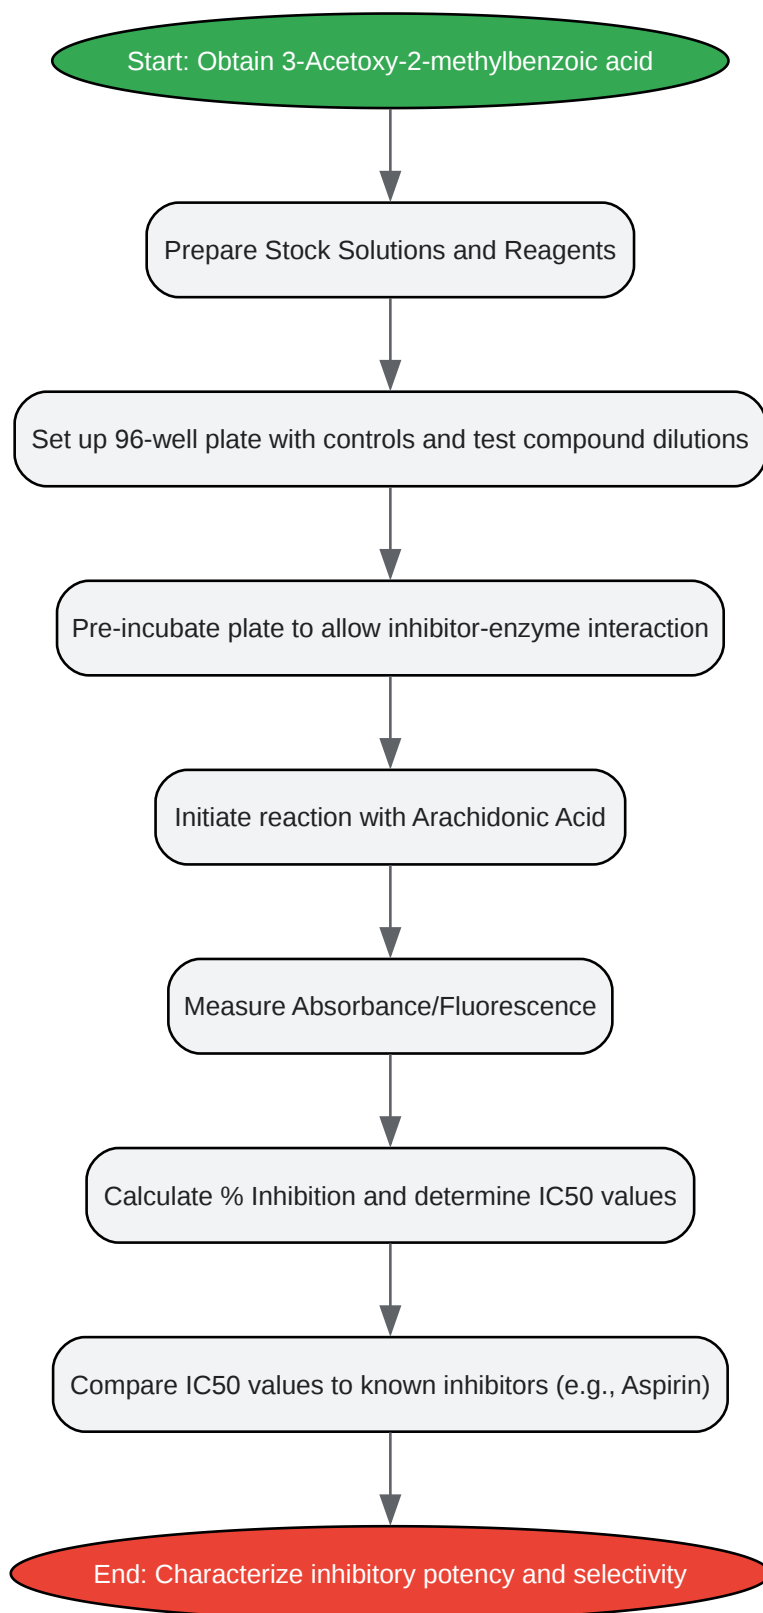 Start: Obtain 3-Acetoxy-2-methylbenzoic acid
Prepare Stock Solutions and Reagents
Set up 96-well plate with controls and test compound dilutions
Pre-incubate plate to allow inhibitor-enzyme interaction
Initiate reaction with Arachidonic Acid
Measure Absorbance/Fluorescence
Calculate % Inhibition and determine IC50 values
Compare IC50 values to known inhibitors (e.g., Aspirin)
End: Characterize inhibitory potency and selectivity